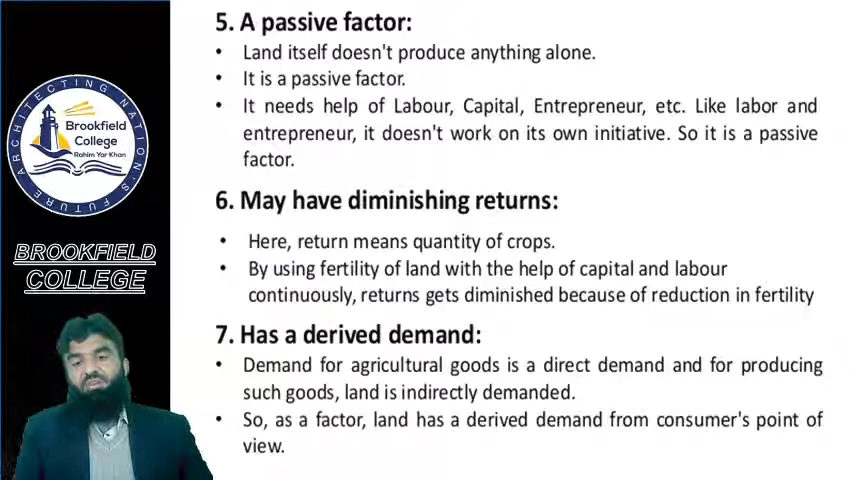 5. A passive factor:
• Land itself doesn't produce anything alone.
• It is a passive factor.
• It needs help of Labour, Capital, Entrepreneur, etc. Like labor and
entrepreneur, it doesn't work on its own initiative. So it is a passive
factor.
6. May have diminishing returns:
• Here, return means quantity of crops.
• By using fertility of land with the help of capital and labour
continuously, returns gets diminished because of reduction in fertility
7. Has a derived demand:
• Demand for agricultural goods is a direct demand and for producing
such goods, land is indirectly demanded.
• So, as a factor, land has a derived demand from consumer's point of
view.
ARCHITECTING NATION'S FUTURE
Brookfield
College
Rahim Yar Khan
BROOKFIELD
COLLEGE